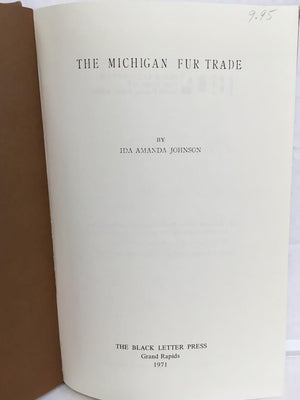 9.95
THE MICHIGAN FUR TRADE
BY
IDA AMANDA JOHNSON
THE BLACK LETTER PRESS
Grand Rapids
1971